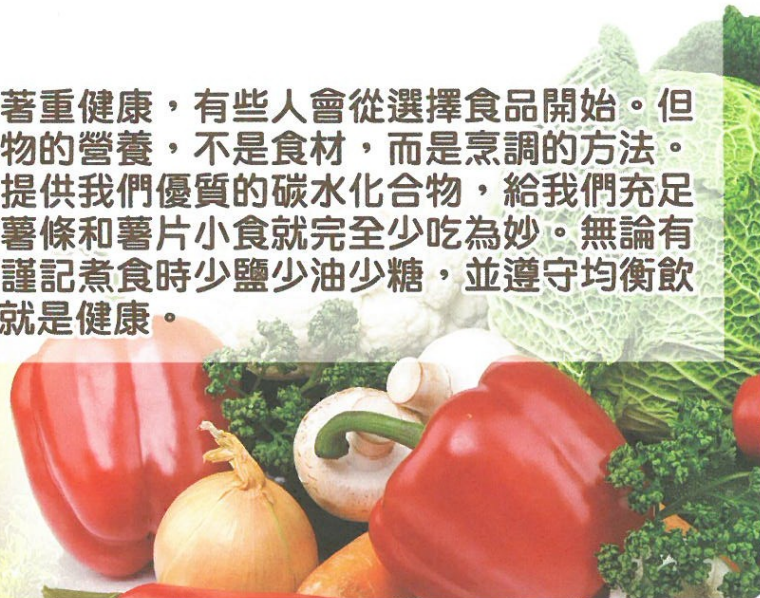 著重健康，有些人會從選擇食品開始。但
物的營養，不是食材，而是烹調的方法。
提供我們優質的碳水化合物，給我們充足
薯條和薯片小食就完全少吃為妙。無論有
謹記煮食時少鹽少油少糖，並遵守均衡飲
就是健康。